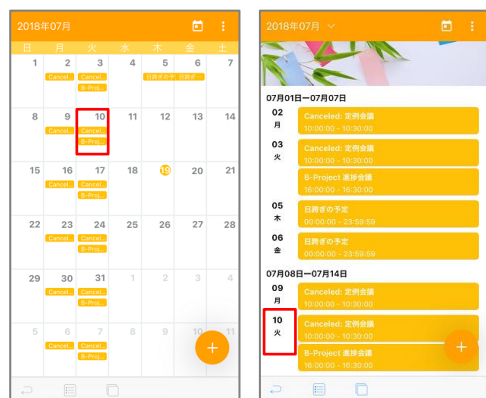 2018年07月
日 月 火 水 木 金 土
1 2 3 4 5 6 7
Cancel... Cancel... 日跨ぎの予 日跨ぎ...
B-Proj...
8 9 10 11 12 13 14
Cancel... Cancel...
B-Proj...
15 16 17 18 19 20 21
Cancel... Cancel...
B-Proj...
22 23 24 25 26 27 28
Cancel... Cancel...
B-Proj...
29 30 31 1 2 3 4
Cancel... Cancel...
B-Proj...
5 6 7 8 9 10 11
Cancel... Cancel...
B-Proj...
2018年07月
07月01日ー07月07日
02
月
Canceled: 定例会議
10:00:00 - 10:30:00
03
火
Canceled: 定例会議
10:00:00 - 10:30:00
B-Project 進捗会議
16:00:00 - 16:30:00
05
木
日跨ぎの予定
00:00:00 - 23:59:59
06
金
日跨ぎの予定
00:00:00 - 23:59:59
07月08日ー07月14日
09
月
Canceled: 定例会議
10:00:00 - 10:30:00
10
火
Canceled: 定例会議
10:00:00 - 10:30:00
B-Project 進捗会議
16:00:00 - 16:30:00